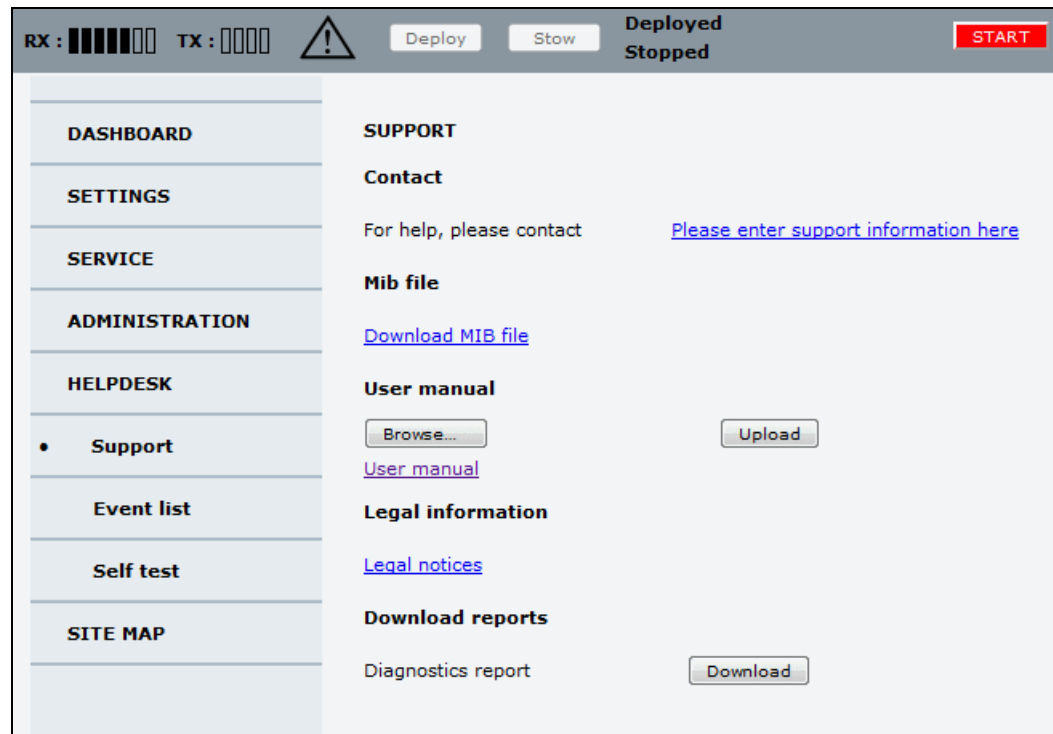 RX : TX : Deploy Stow Deployed START
Stopped
DASHBOARD
SETTINGS
SERVICE
ADMINISTRATION
HELPDESK
• Support
Event list
Self test
SITE MAP
SUPPORT
Contact
For help, please contact Please enter support information here
Mib file
Download MIB file
User manual
Browse... Upload
User manual
Legal information
Legal notices
Download reports
Diagnostics report Download